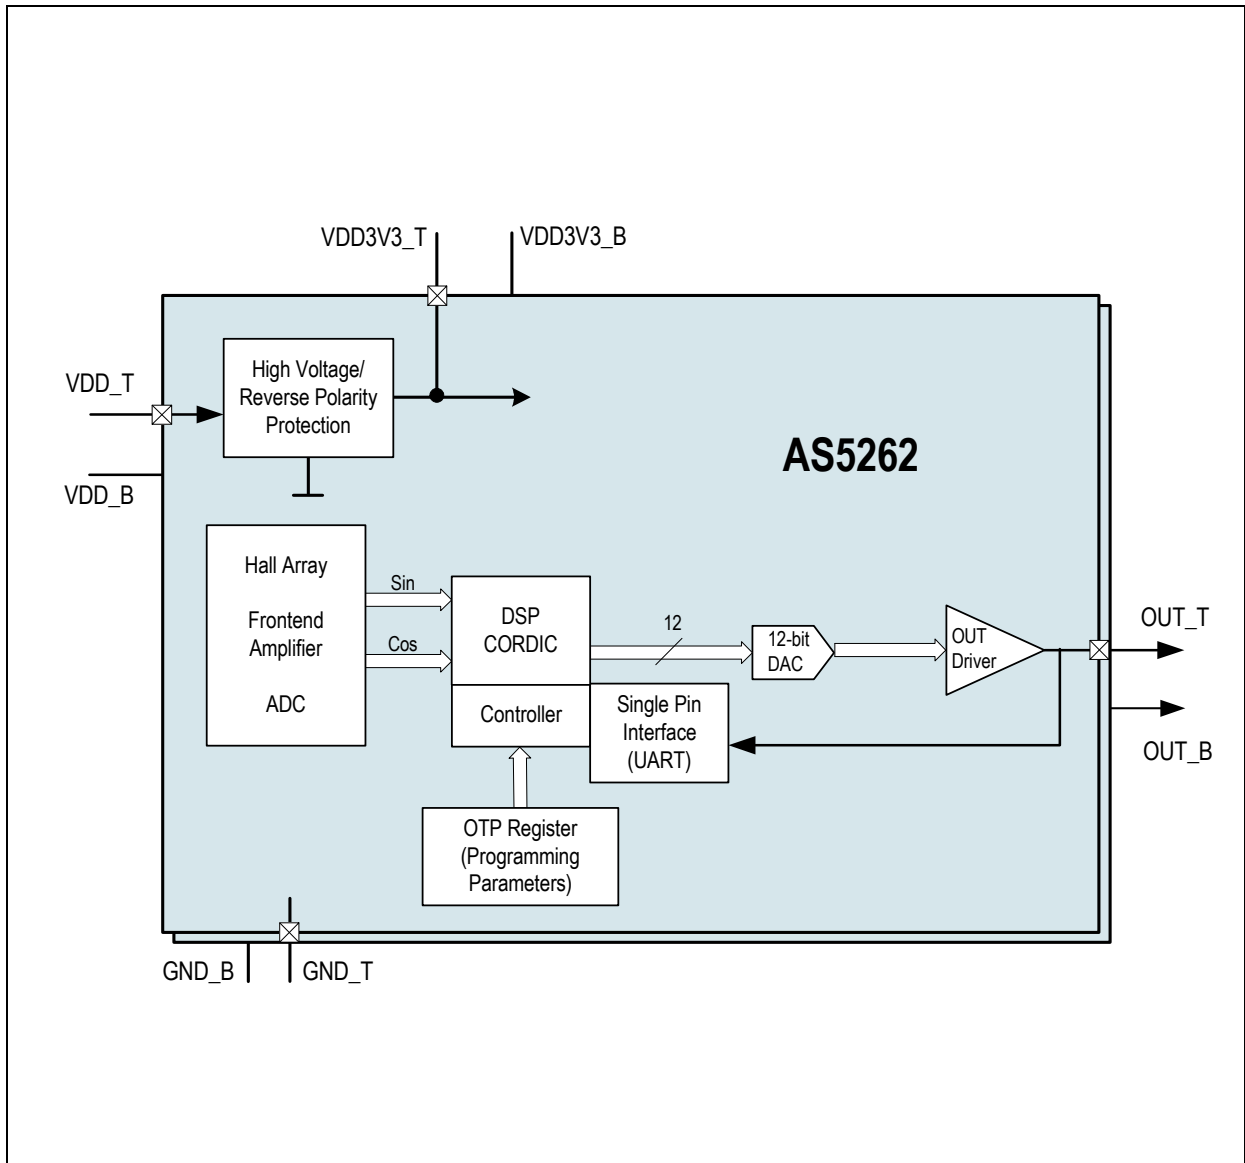 VDD3V3_T
VDD3V3_B
High Voltage/
Reverse Polarity
Protection
VDD_T
VDD_B
AS5262
Hall Array
Frontend
Amplifier
ADC
Sin
Cos
DSP
CORDIC
Controller
12
12-bit
DAC
OUT
Driver
OUT_T
OUT_B
Single Pin
Interface
(UART)
OTP Register
(Programming
Parameters)
GND_B
GND_T